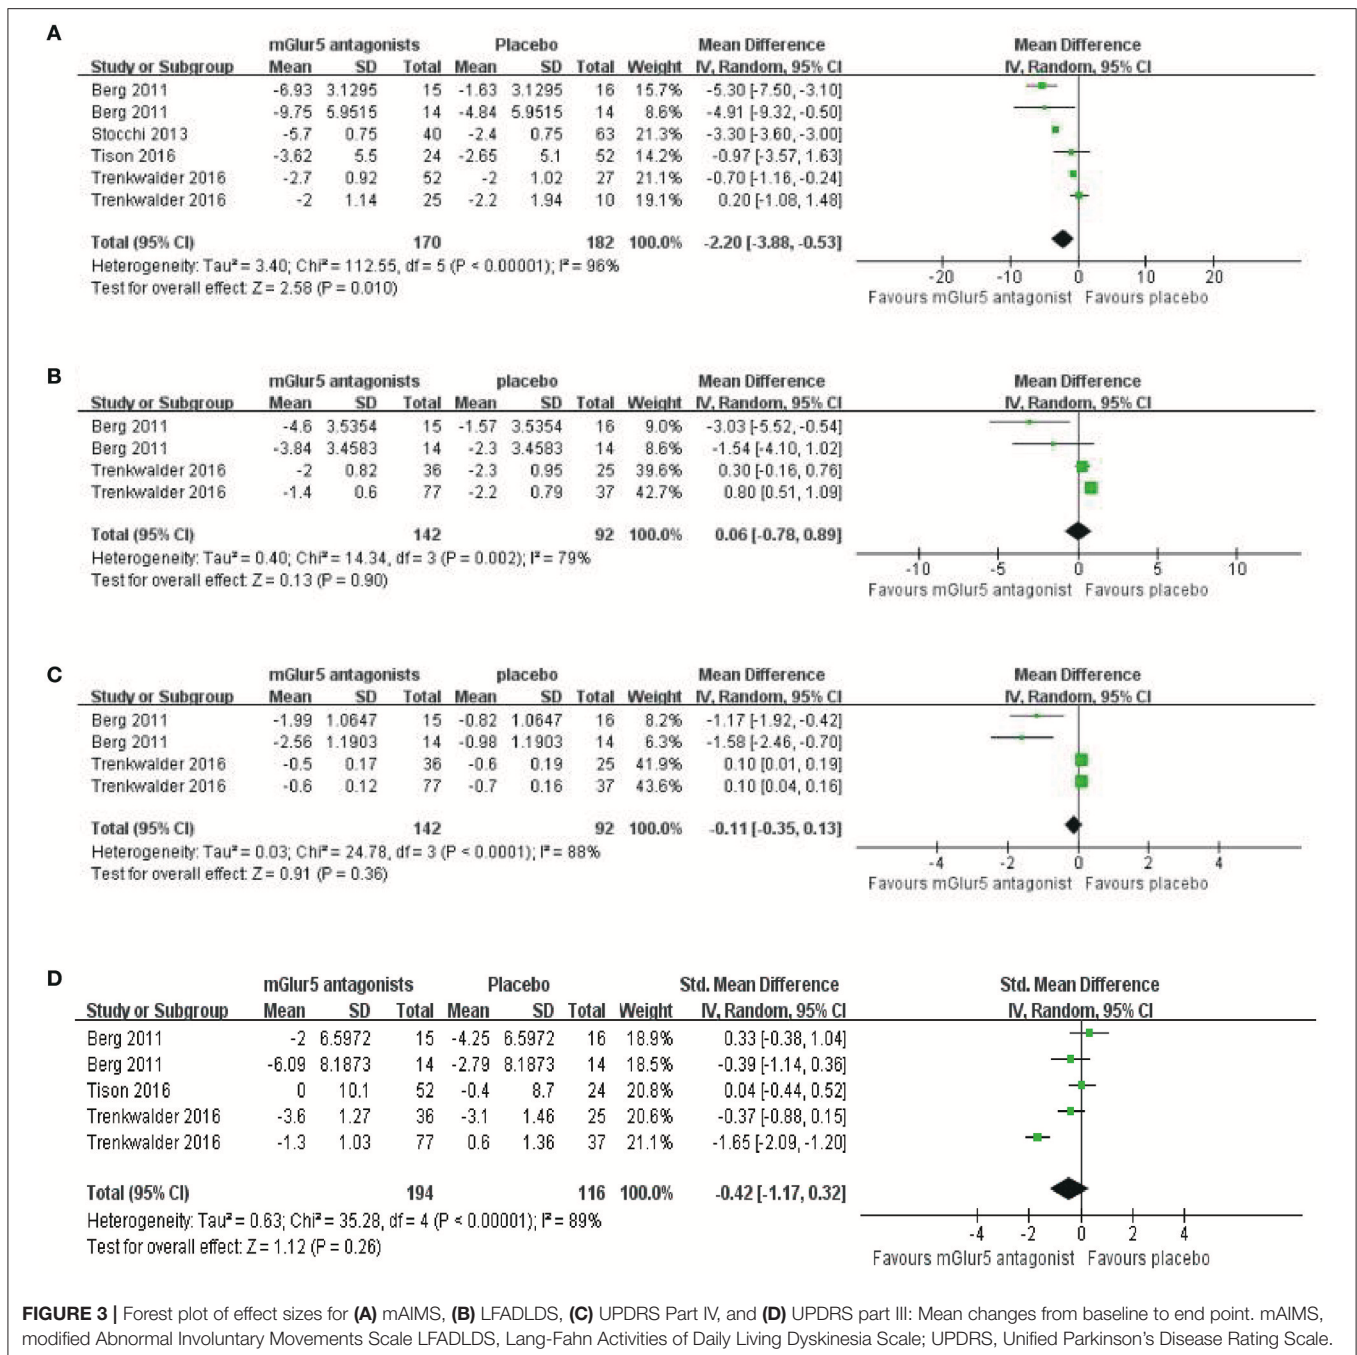 A
mGlur5 antagonists Placebo Mean Difference Mean Difference
Study or Subgroup Mean SD Total Mean SD Total Weight IV, Random, 95% CI IV, Random, 95% CI
Berg 2011 -6.93 3.1295 15 -1.63 3.1295 16 15.7% -5.30 [-7.50, -3.10]
Berg 2011 -9.75 5.9515 14 -4.84 5.9515 14 8.6% -4.91 [-9.32, -0.50]
Stocchi 2013 -5.7 0.75 40 -2.4 0.75 63 21.3% -3.30 [-3.60, -3.00]
Tison 2016 -3.62 5.5 24 -2.65 5.1 52 14.2% -0.97 [-3.57, 1.63]
Trenkwalder 2016 -2.7 0.92 52 -2 1.02 27 21.1% -0.70 [-1.16, -0.24]
Trenkwalder 2016 -2 1.14 25 -2.2 1.94 10 19.1% 0.20 [-1.08, 1.48]
Total (95% CI) 170 182 100.0% -2.20 [-3.88, -0.53]
Heterogeneity: Tau² = 3.40; Chi² = 112.55, df = 5 (P < 0.00001); I² = 96%
Test for overall effect: Z = 2.58 (P = 0.010)
-20 -10 0 10 20
Favours mGlur5 antagonist Favours placebo
B
mGlur5 antagonists placebo Mean Difference Mean Difference
Study or Subgroup Mean SD Total Mean SD Total Weight IV, Random, 95% CI IV, Random, 95% CI
Berg 2011 -4.6 3.5354 15 -1.57 3.5354 16 9.0% -3.03 [-5.52, -0.54]
Berg 2011 -3.84 3.4583 14 -2.3 3.4583 14 8.6% -1.54 [-4.10, 1.02]
Trenkwalder 2016 -2 0.82 36 -2.3 0.95 25 39.6% 0.30 [-0.16, 0.76]
Trenkwalder 2016 -1.4 0.6 77 -2.2 0.79 37 42.7% 0.80 [0.51, 1.09]
Total (95% CI) 142 92 100.0% 0.06 [-0.78, 0.89]
Heterogeneity: Tau² = 0.40; Chi² = 14.34, df = 3 (P = 0.002); I² = 79%
Test for overall effect: Z = 0.13 (P = 0.90)
-10 -5 0 5 10
Favours mGlur5 antagonist Favours placebo
C
mGlur5 antagonists placebo Mean Difference Mean Difference
Study or Subgroup Mean SD Total Mean SD Total Weight IV, Random, 95% CI IV, Random, 95% CI
Berg 2011 -1.99 1.0647 15 -0.82 1.0647 16 8.2% -1.17 [-1.92, -0.42]
Berg 2011 -2.56 1.1903 14 -0.98 1.1903 14 6.3% -1.58 [-2.46, -0.70]
Trenkwalder 2016 -0.5 0.17 36 -0.6 0.19 25 41.9% 0.10 [0.01, 0.19]
Trenkwalder 2016 -0.6 0.12 77 -0.7 0.16 37 43.6% 0.10 [0.04, 0.16]
Total (95% CI) 142 92 100.0% -0.11 [-0.35, 0.13]
Heterogeneity: Tau² = 0.03; Chi² = 24.78, df = 3 (P < 0.0001); I² = 88%
Test for overall effect: Z = 0.91 (P = 0.36)
-4 -2 0 2 4
Favours mGlur5 antagonist Favours placebo
D
mGlur5 antagonists Placebo Std. Mean Difference Std. Mean Difference
Study or Subgroup Mean SD Total Mean SD Total Weight IV, Random, 95% CI IV, Random, 95% CI
Berg 2011 -2 6.5972 15 -4.25 6.5972 16 18.9% 0.33 [-0.38, 1.04]
Berg 2011 -6.09 8.1873 14 -2.79 8.1873 14 18.5% -0.39 [-1.14, 0.36]
Tison 2016 0 10.1 52 -0.4 8.7 24 20.8% 0.04 [-0.44, 0.52]
Trenkwalder 2016 -3.6 1.27 36 -3.1 1.46 25 20.6% -0.37 [-0.88, 0.15]
Trenkwalder 2016 -1.3 1.03 77 0.6 1.36 37 21.1% -1.65 [-2.09, -1.20]
Total (95% CI) 194 116 100.0% -0.42 [-1.17, 0.32]
Heterogeneity: Tau² = 0.63; Chi² = 35.28, df = 4 (P < 0.00001); I² = 89%
Test for overall effect: Z = 1.12 (P = 0.26)
-4 -2 0 2 4
Favours mGlur5 antagonist Favours placebo
FIGURE 3 | Forest plot of effect sizes for (A) mAIMS, (B) LFADLDS, (C) UPDRS Part IV, and (D) UPDRS part III: Mean changes from baseline to end point. mAIMS,
modified Abnormal Involuntary Movements Scale LFADLDS, Lang-Fahn Activities of Daily Living Dyskinesia Scale; UPDRS, Unified Parkinson's Disease Rating Scale.